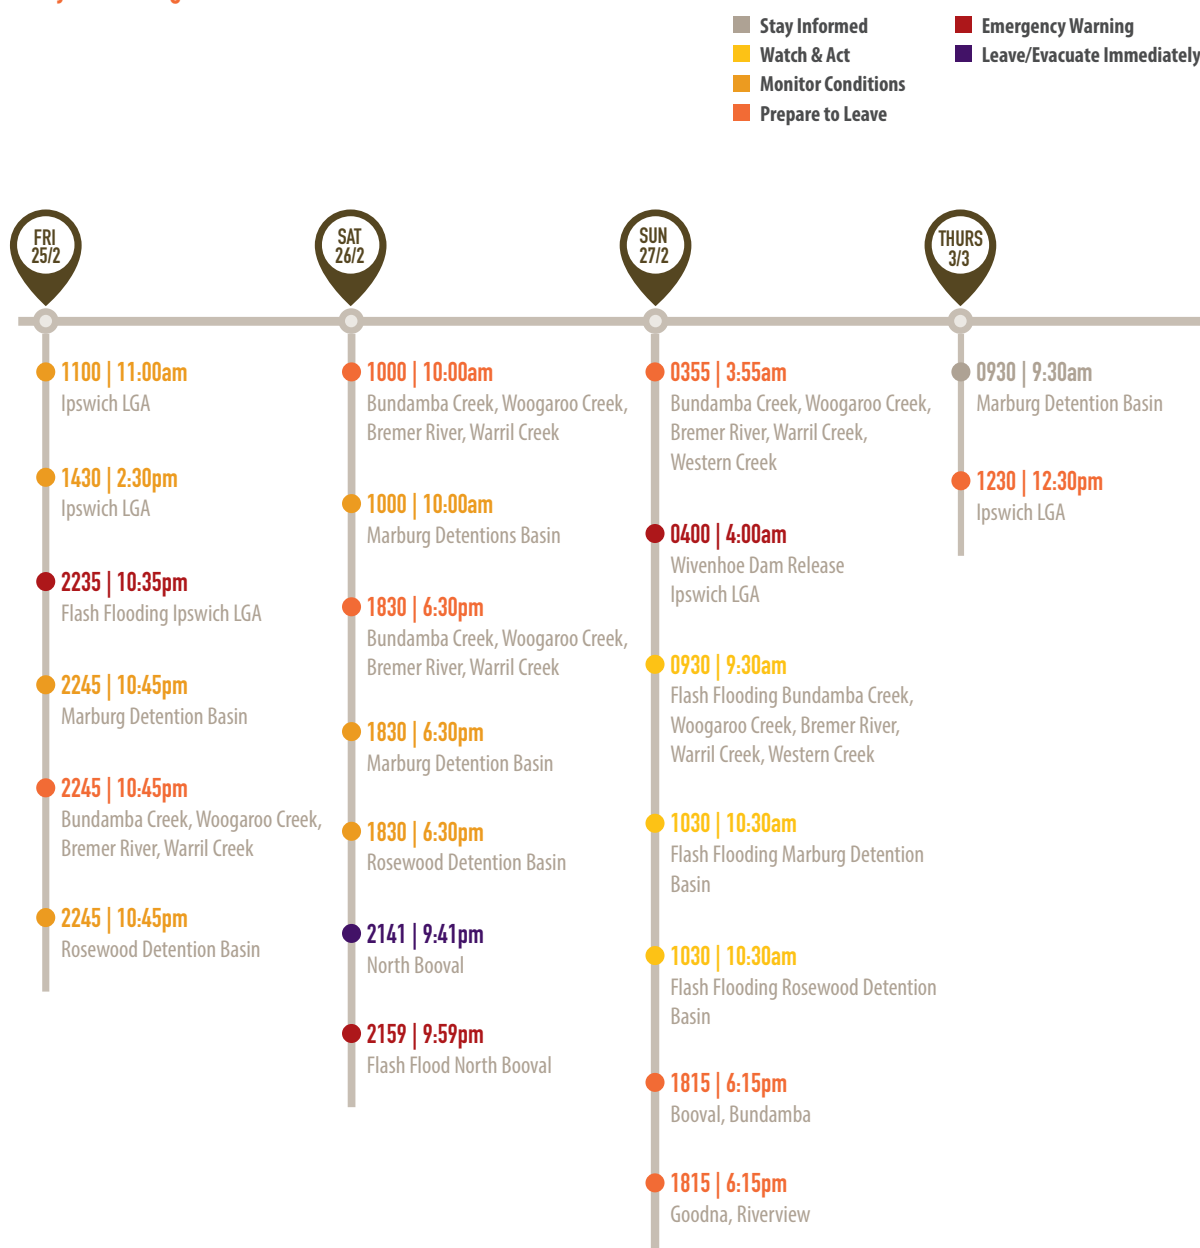 Stay Informed
Watch & Act
Monitor Conditions
Prepare to Leave
Emergency Warning
Leave/Evacuate Immediately
FRI
25/2
1100 | 11:00am
Ipswich LGA
1430 | 2:30pm
Ipswich LGA
2235 | 10:35pm
Flash Flooding Ipswich LGA
2245 | 10:45pm
Marburg Detention Basin
2245 | 10:45pm
Bundamba Creek, Woogaroo Creek,
Bremer River, Warril Creek
2245 | 10:45pm
Rosewood Detention Basin
SAT
26/2
1000 | 10:00am
Bundamba Creek, Woogaroo Creek,
Bremer River, Warril Creek
1000 | 10:00am
Marburg Detentions Basin
1830 | 6:30pm
Bundamba Creek, Woogaroo Creek,
Bremer River, Warril Creek
1830 | 6:30pm
Marburg Detention Basin
1830 | 6:30pm
Rosewood Detention Basin
2141 | 9:41pm
North Booval
2159 | 9:59pm
Flash Flood North Booval
SUN
27/2
0355 | 3:55am
Bundamba Creek, Woogaroo Creek,
Bremer River, Warril Creek,
Western Creek
0400 | 4:00am
Wivenhoe Dam Release
Ipswich LGA
0930 | 9:30am
Flash Flooding Bundamba Creek,
Woogaroo Creek, Bremer River,
Warril Creek, Western Creek
1030 | 10:30am
Flash Flooding Marburg Detention
Basin
1030 | 10:30am
Flash Flooding Rosewood Detention
Basin
1815 | 6:15pm
Booval, Bundamba
1815 | 6:15pm
Goodna, Riverview
THURS
3/3
0930 | 9:30am
Marburg Detention Basin
1230 | 12:30pm
Ipswich LGA